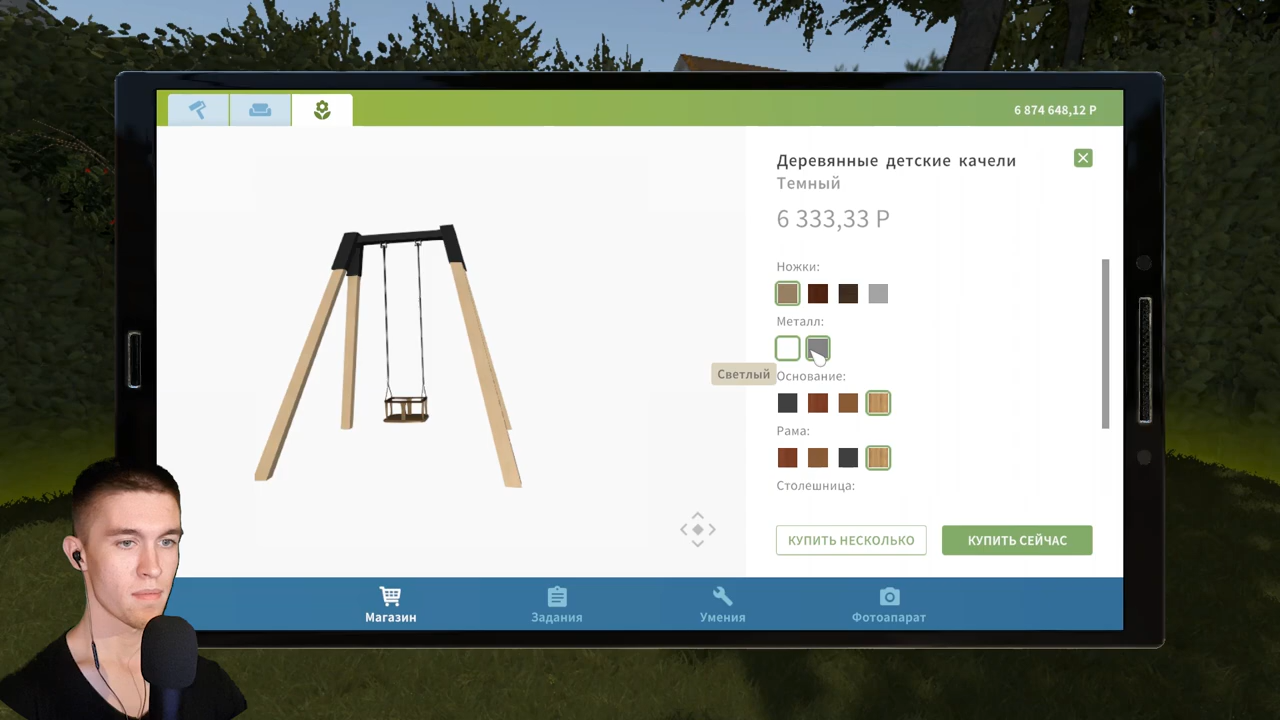 6 874 648,12 Р
Деревянные детские качели
Темный
6 333,33 Р
Ножки:
Металл:
Светлый
Основание:
Рама:
Столешница:
КУПИТЬ НЕСКОЛЬКО
КУПИТЬ СЕЙЧАС
Магазин
Задания
Умения
Фотоаппарат